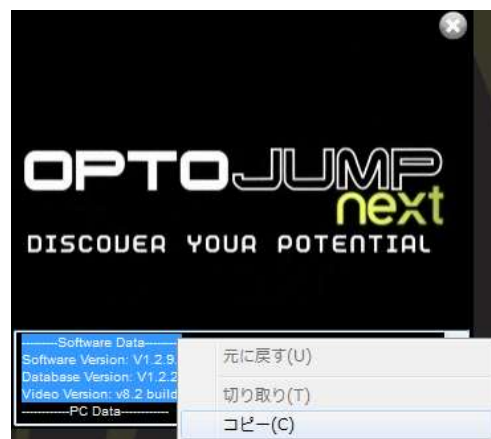 OPTOJUMP
next
DISCOVER YOUR POTENTIAL
---------Software Data---------
Software Version: V1.2.9.
Database Version: V1.2.2
Video Version: v8.2 build
------------PC Data------------
元に戻す(U)
切り取り(T)
コピー(C)